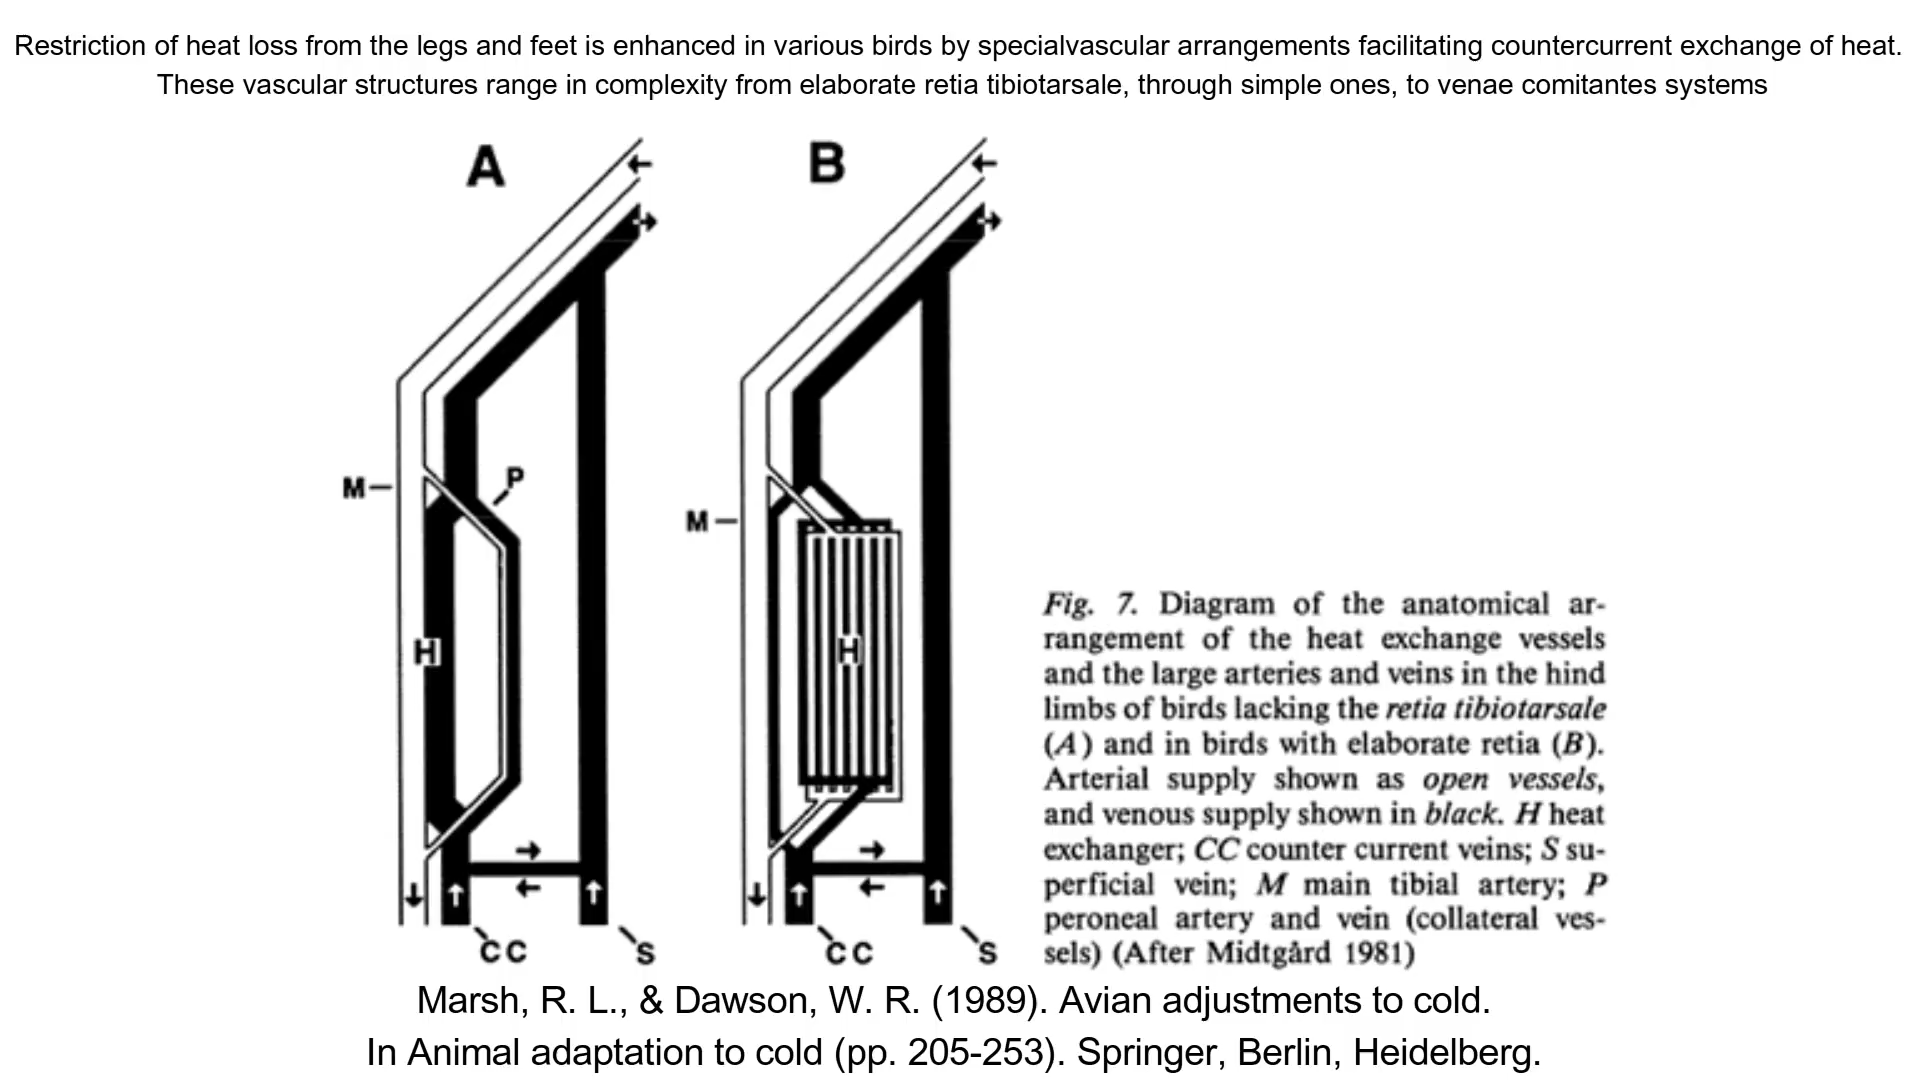 Restriction of heat loss from the legs and feet is enhanced in various birds by specialvascular arrangements facilitating countercurrent exchange of heat.
These vascular structures range in complexity from elaborate retia tibiotarsale, through simple ones, to venae comitantes systems
A
B
M
P
H
CC
S
M
H
CC
S
Fig. 7. Diagram of the anatomical ar-
rangement of the heat exchange vessels
and the large arteries and veins in the hind
limbs of birds lacking the retia tibiotarsale
(A) and in birds with elaborate retia (B).
Arterial supply shown as open vessels,
and venous supply shown in black. H heat
exchanger; CC counter current veins; S su-
perficial vein; M main tibial artery; P
peroneal artery and vein (collateral ves-
sels) (After Midtgård 1981)
Marsh, R. L., & Dawson, W. R. (1989). Avian adjustments to cold.
In Animal adaptation to cold (pp. 205-253). Springer, Berlin, Heidelberg.